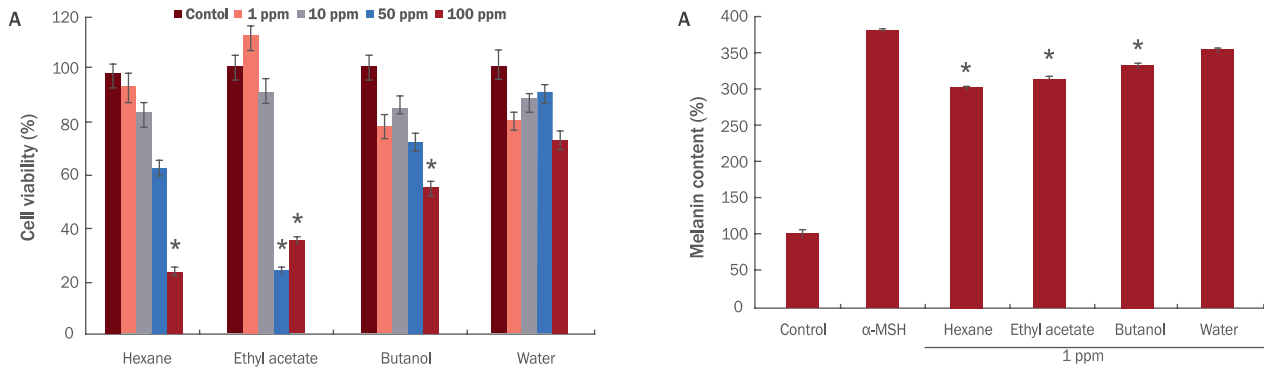 A
Contol 1 ppm 10 ppm 50 ppm 100 ppm
Cell viability (%)
120
100
80
60
40
20
0
*
*
*
*
Hexane Ethyl acetate Butanol Water
A
Melanin content (%)
400
350
300
250
200
150
100
50
0
* * *
Control α-MSH Hexane Ethyl acetate Butanol Water
1 ppm